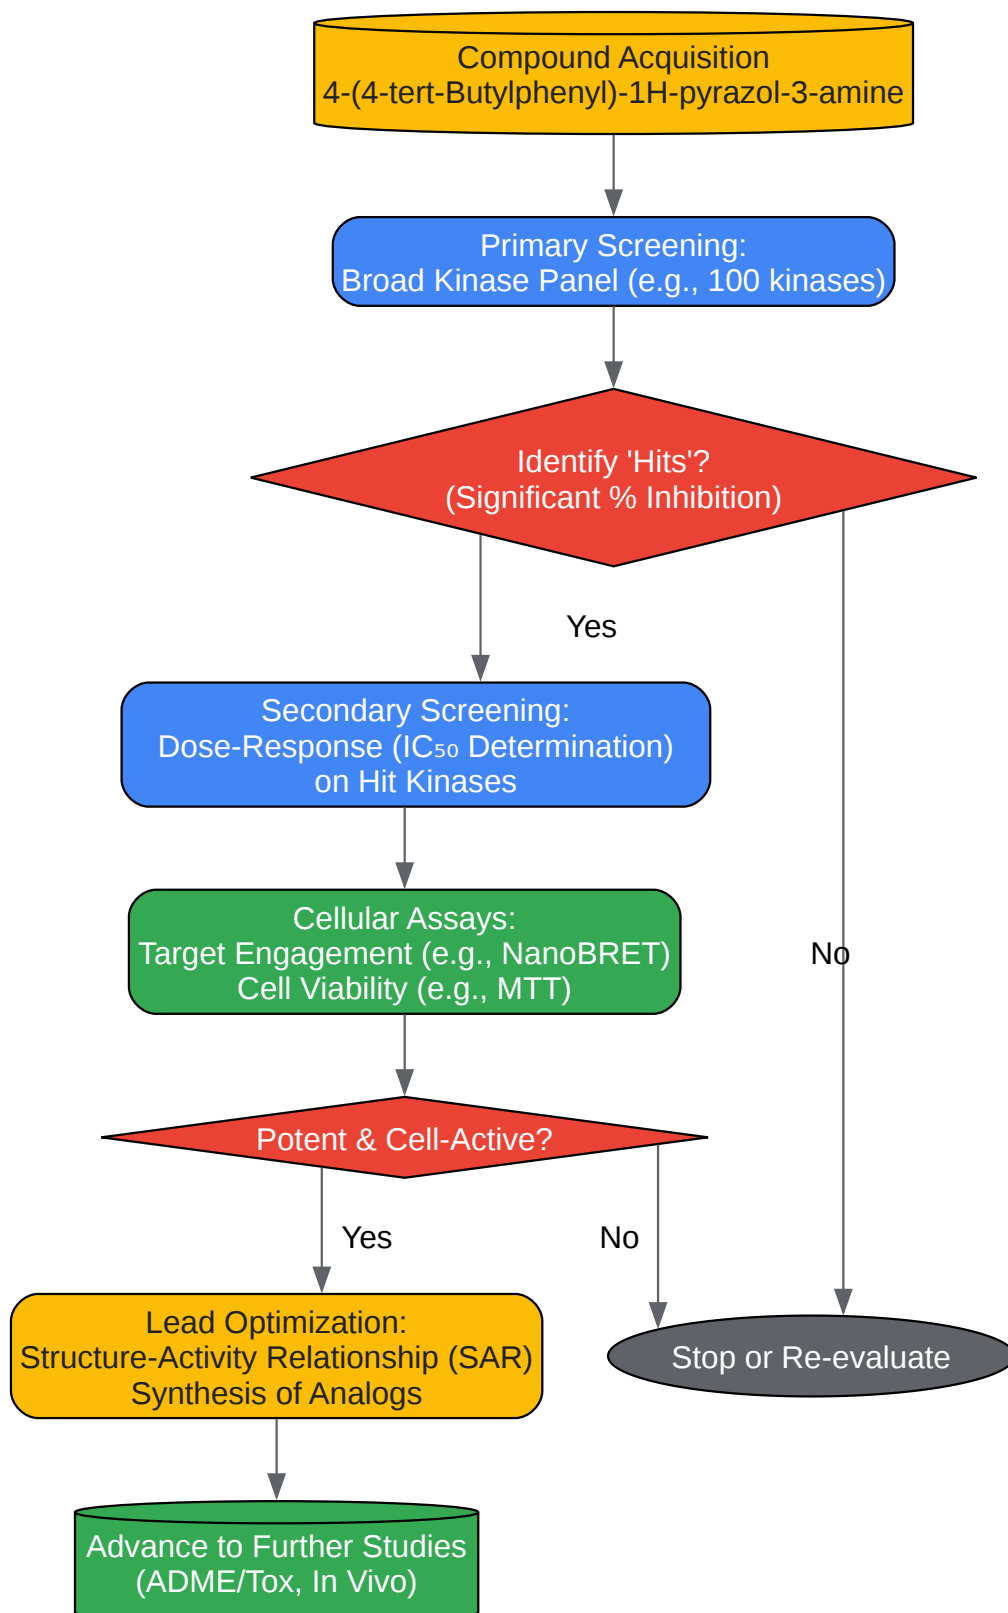 Compound Acquisition
4-(4-tert-Butylphenyl)-1H-pyrazol-3-amine
Primary Screening:
Broad Kinase Panel (e.g., 100 kinases)
Identify 'Hits'?
(Significant % Inhibition)
Yes
Secondary Screening:
Dose-Response (IC₅₀ Determination)
on Hit Kinases
Cellular Assays:
Target Engagement (e.g., NanoBRET)
Cell Viability (e.g., MTT)
No
Potent & Cell-Active?
Yes
No
Lead Optimization:
Structure-Activity Relationship (SAR)
Synthesis of Analogs
Stop or Re-evaluate
Advance to Further Studies
(ADME/Tox, In Vivo)